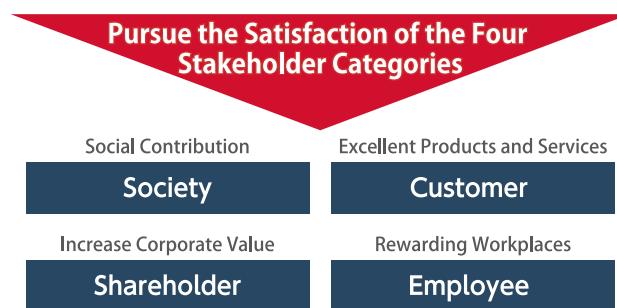 Pursue the Satisfaction of the Four
Stakeholder Categories
Social Contribution
Society
Excellent Products and Services
Customer
Increase Corporate Value
Shareholder
Rewarding Workplaces
Employee